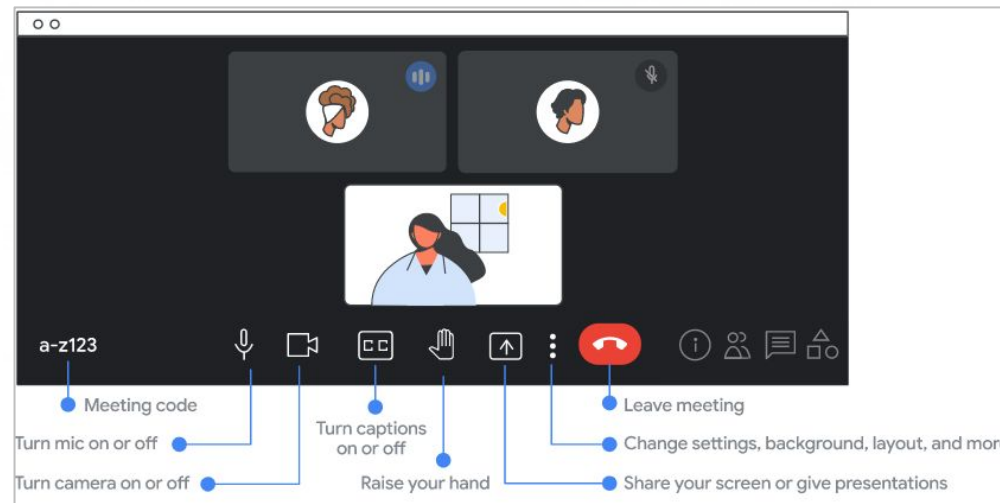 a-z123
CC
Meeting code
Leave meeting
Turn captions
on or off
Turn mic on or off
Change settings, background, layout, and mor
Turn camera on or off
Raise your hand
Share your screen or give presentations